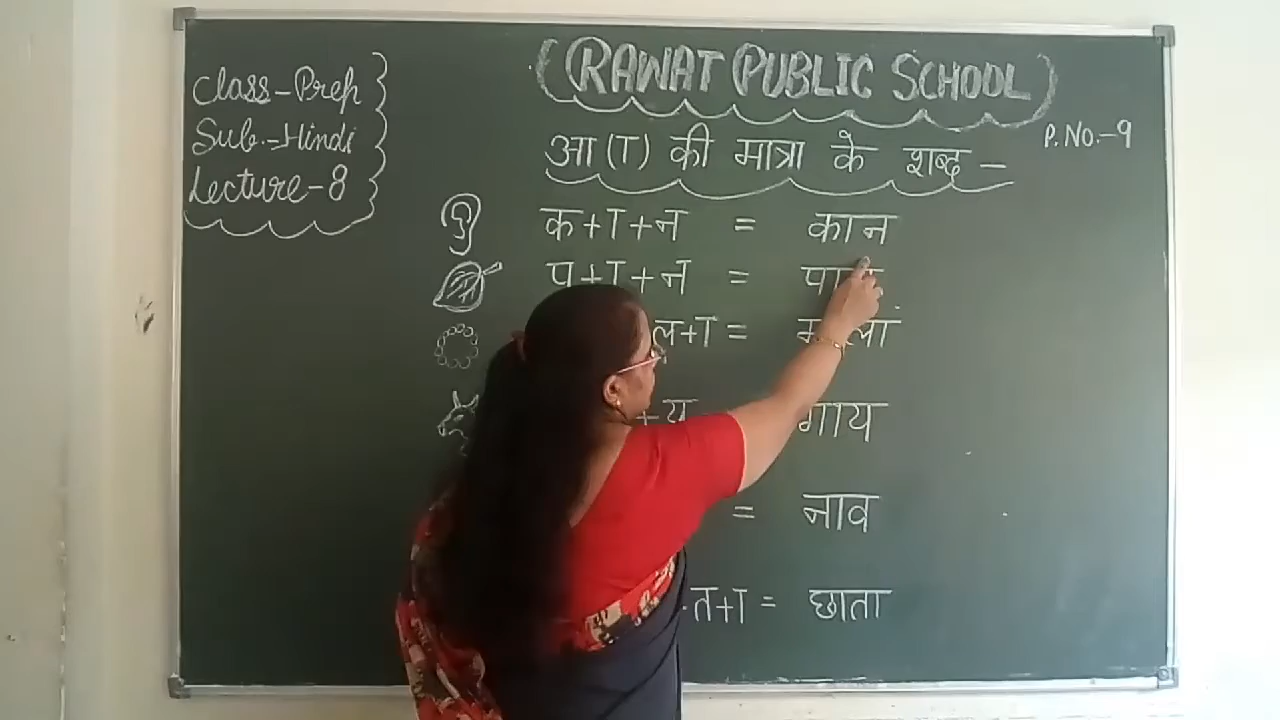 Class-Prep
Sub.-Hindi
Lecture-8
(RAWAT PUBLIC SCHOOL)
P.NO.-9
आ (ा) की मात्रा के शब्द -
क+ा+न = कान
प+ा+न =
ल+ा =
+य गाय
= नाव
त+ा = छाता